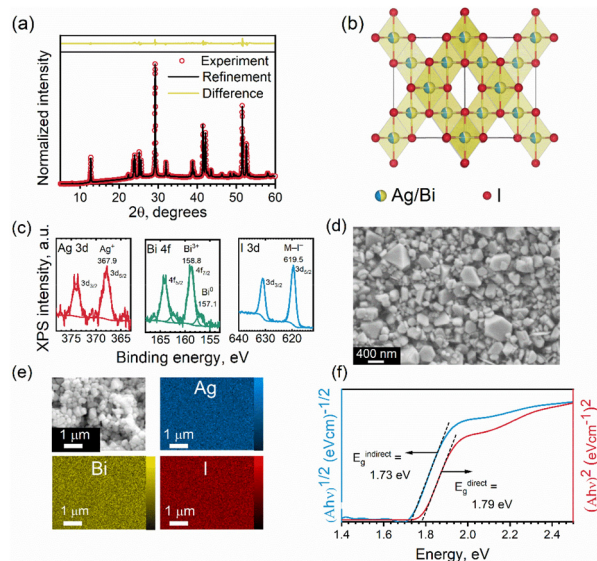 (a)
Experiment
Refinement
Difference
Normalized intensity
10 20 30 40 50 60
2θ, degrees
(b)
Ag/Bi
I
(c)
XPS intensity, a.u.
Ag 3d
Ag⁺
367.9
3d5/2
3d3/2
375 370 365
Bi 4f
Bi³⁺
158.8
4f7/2
4f5/2
Bi⁰
157.1
165 160 155
I 3d
M–I⁻
619.5
3d5/2
3d3/2
640 630 620
Binding energy, eV
(d)
400 nm
(e)
1 μm
Ag
1 μm
Bi
1 μm
I
1 μm
(f)
(Ahν)1/2 (eVcm)-1/2
Egindirect =
1.73 eV
Egdirect =
1.79 eV
(Ahν)2 (eVcm-1)2
1.4 1.6 1.8 2.0 2.2 2.4
Energy, eV